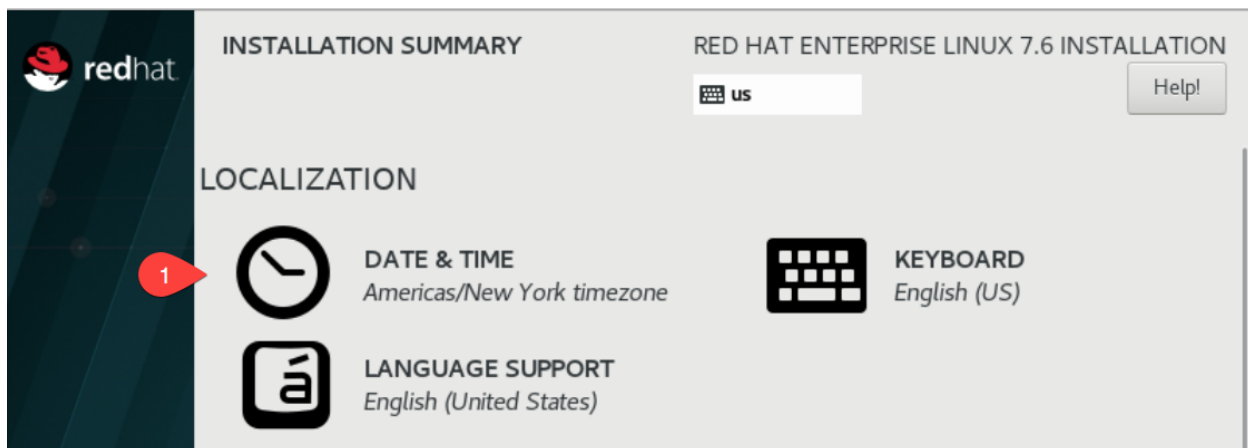 redhat
INSTALLATION SUMMARY
RED HAT ENTERPRISE LINUX 7.6 INSTALLATION
us
Help!
LOCALIZATION
1
DATE & TIME
Americas/New York timezone
KEYBOARD
English (US)
á
LANGUAGE SUPPORT
English (United States)